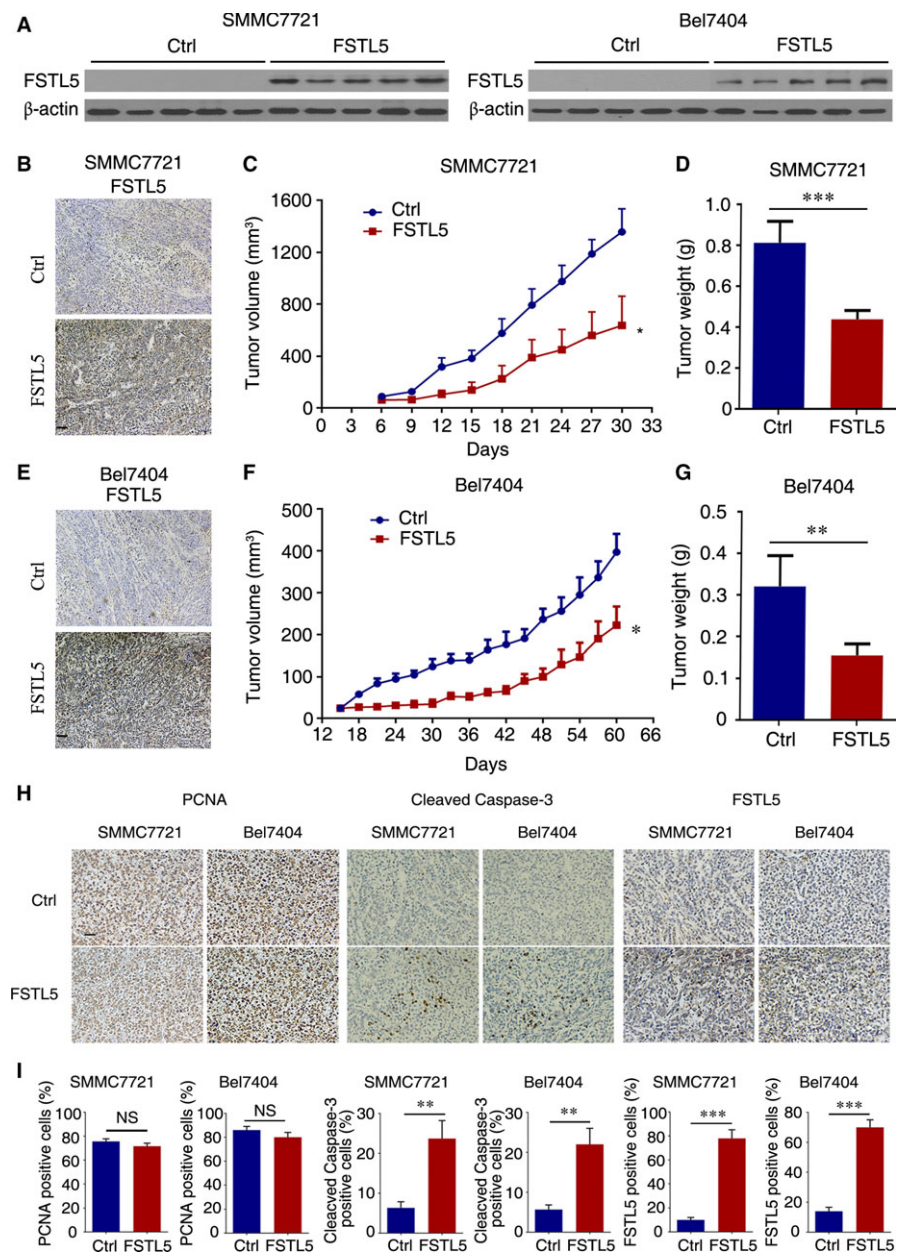 A
SMMC7721
Bel7404
Ctrl
FSTL5
Ctrl
FSTL5
FSTL5
FSTL5
β-actin
β-actin
B
SMMC7721
FSTL5
Ctrl
FSTL5
C
SMMC7721
Tumor volume (mm³)
1600
1200
800
400
0
Ctrl
FSTL5
*
0 3 6 9 12 15 18 21 24 27 30 33
Days
D
SMMC7721
***
Tumor weight (g)
1.0
0.8
0.6
0.4
0.2
0.0
Ctrl FSTL5
E
Bel7404
FSTL5
Ctrl
FSTL5
F
Bel7404
Tumor volume (mm³)
500
400
300
200
100
0
Ctrl
FSTL5
*
12 18 24 30 36 42 48 54 60 66
Days
G
Bel7404
**
Tumor weight (g)
0.5
0.3
0.2
0.1
0.0
Ctrl FSTL5
H
PCNA Cleaved Caspase-3 FSTL5
SMMC7721 Bel7404 SMMC7721 Bel7404 SMMC7721 Bel7404
Ctrl
FSTL5
I
SMMC7721
PCNA positive cells (%)
100
80
60
40
20
0
NS
Ctrl FSTL5
Bel7404
PCNA positive cells (%)
100
80
60
40
20
0
NS
Ctrl FSTL5
SMMC7721
Cleacved Caspase-3
positive cells (%)
30
20
10
0
**
Ctrl FSTL5
Bel7404
Cleacved Caspase-3
positive cells (%)
30
20
10
0
**
Ctrl FSTL5
SMMC7721
FSTL5 positive cells (%)
100
80
60
40
20
0
***
Ctrl FSTL5
Bel7404
FSTL5 positive cells (%)
80
60
40
20
0
***
Ctrl FSTL5